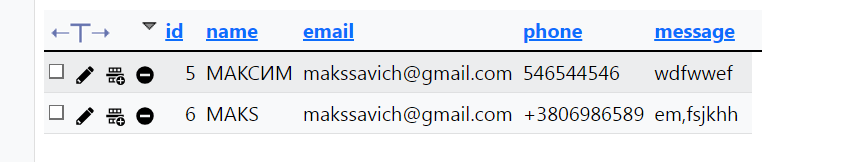 ←T→ id name email phone message
5 МАКСИМ makssavich@gmail.com 546544546 wdfwwef
6 MAKS makssavich@gmail.com +3806986589 em,fsjkhh